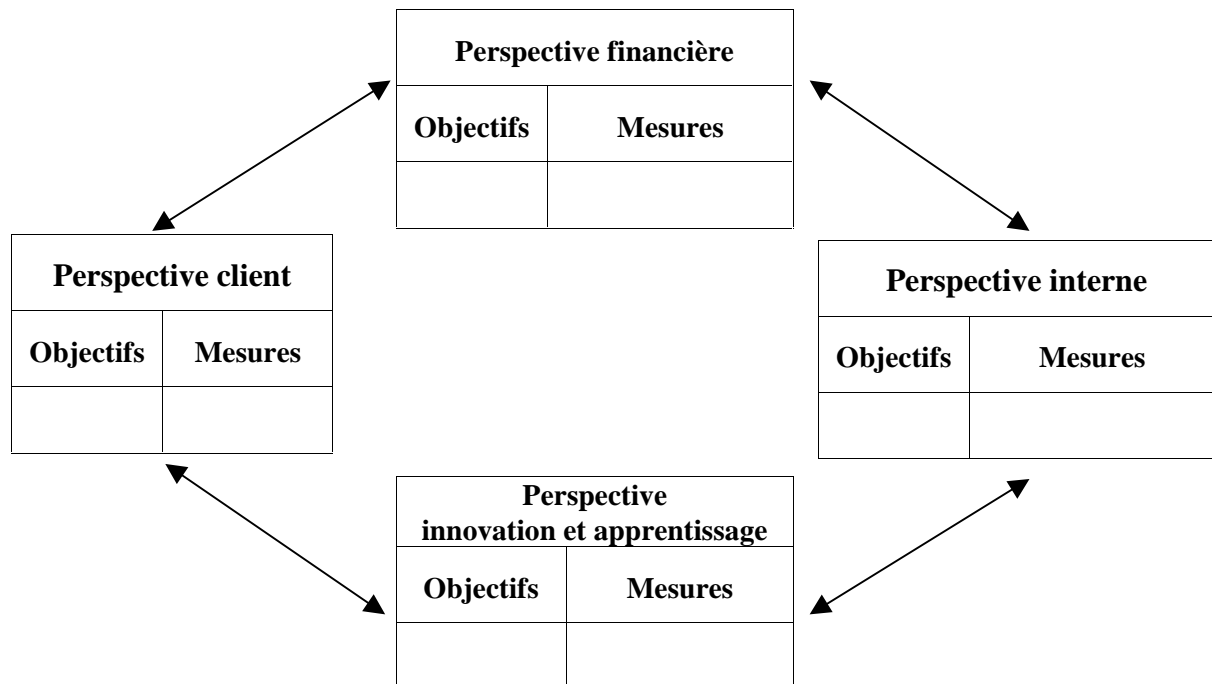 Perspective financière
Objectifs Mesures
Perspective client
Objectifs Mesures
Perspective interne
Objectifs Mesures
Perspective
innovation et apprentissage
Objectifs Mesures